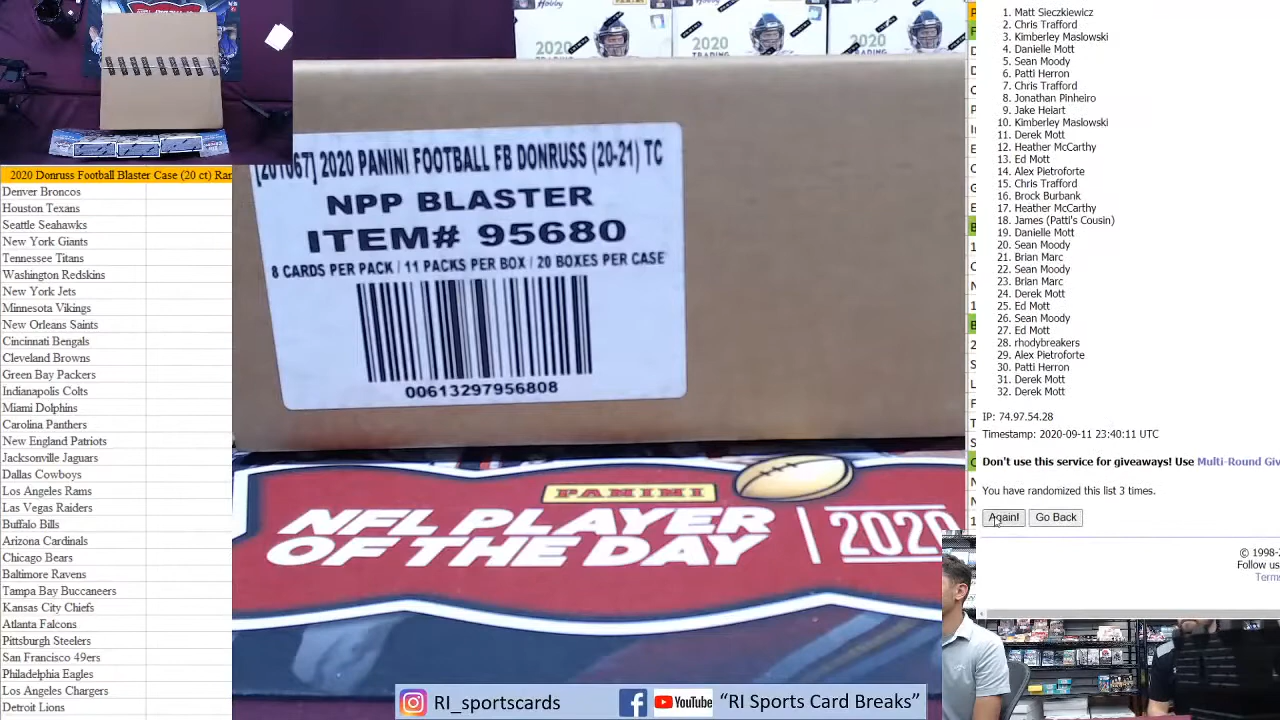 Hobby
2020
2020
2020
TRADING
[201067] 2020 PANINI FOOTBALL FB DONRUSS (20-21) TC
NPP BLASTER
ITEM# 95680
8 CARDS PER PACK / 11 PACKS PER BOX / 20 BOXES PER CASE
00613297956808
PANINI
NFL PLAYER
OF THE DAY
2020
RI_sportscards
YouTube
"RI Sports Card Breaks"
2020 Donruss Football Blaster Case (20 ct) Ran
Denver Broncos
Houston Texans
Seattle Seahawks
New York Giants
Tennessee Titans
Washington Redskins
New York Jets
Minnesota Vikings
New Orleans Saints
Cincinnati Bengals
Cleveland Browns
Green Bay Packers
Indianapolis Colts
Miami Dolphins
Carolina Panthers
New England Patriots
Jacksonville Jaguars
Dallas Cowboys
Los Angeles Rams
Las Vegas Raiders
Buffalo Bills
Arizona Cardinals
Chicago Bears
Baltimore Ravens
Tampa Bay Buccaneers
Kansas City Chiefs
Atlanta Falcons
Pittsburgh Steelers
San Francisco 49ers
Philadelphia Eagles
Los Angeles Chargers
Detroit Lions
1. Matt Sieczkiewicz
2. Chris Trafford
3. Kimberley Maslowski
4. Danielle Mott
5. Sean Moody
6. Patti Herron
7. Chris Trafford
8. Jonathan Pinheiro
9. Jake Heiart
10. Kimberley Maslowski
11. Derek Mott
12. Heather McCarthy
13. Ed Mott
14. Alex Pietroforte
15. Chris Trafford
16. Brock Burbank
17. Heather McCarthy
18. James (Patti's Cousin)
19. Danielle Mott
20. Sean Moody
21. Brian Marc
22. Sean Moody
23. Brian Marc
24. Derek Mott
25. Ed Mott
26. Sean Moody
27. Ed Mott
28. rhodybreakers
29. Alex Pietroforte
30. Patti Herron
31. Derek Mott
32. Derek Mott
IP: 74.97.54.28
Timestamp: 2020-09-11 23:40:11 UTC
Don't use this service for giveaways! Use Multi-Round Giv
You have randomized this list 3 times.
Again! Go Back
© 1998-2
Follow us
Terms